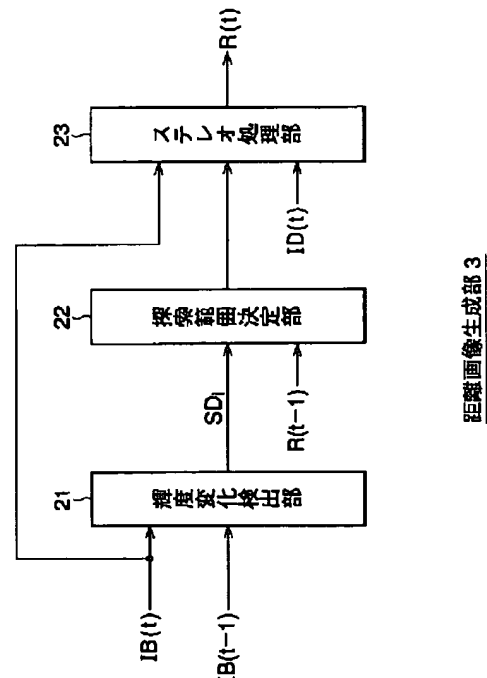 距離画像生成部 3
21
22
23
輝度変化検出部
探索範囲決定部
ステレオ処理部
IB(t)
IB(t−1)
SDi
R(t−1)
ID(t)
R(t)